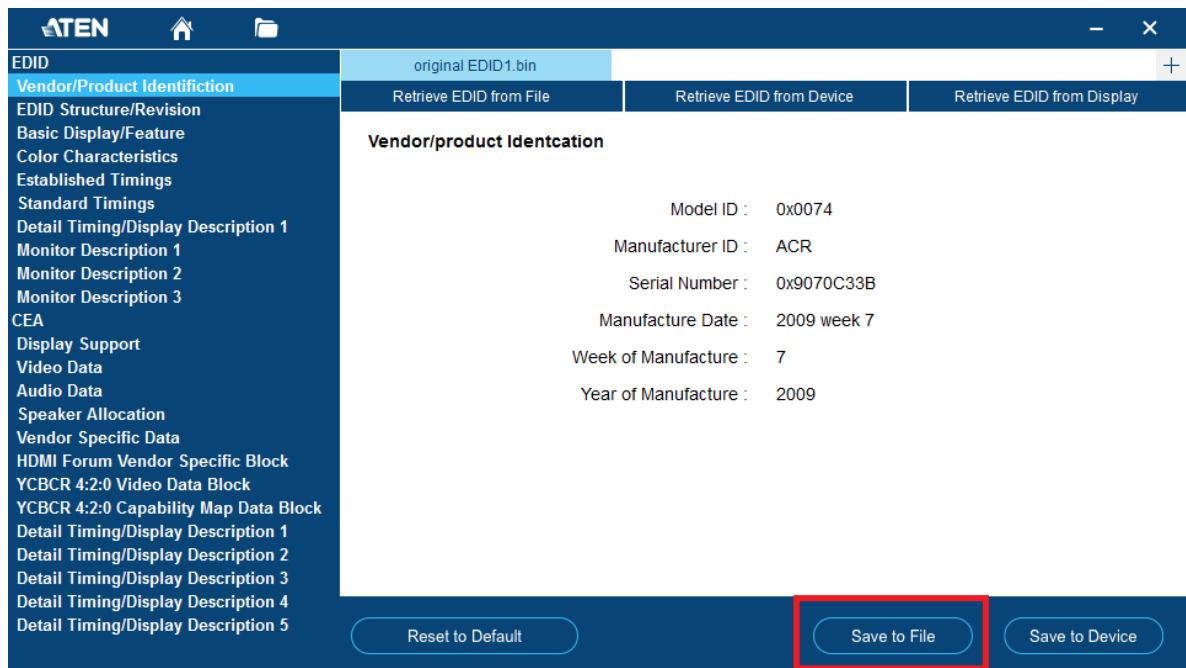 ATEN
EDID
Vendor/Product Identifiction
EDID Structure/Revision
Basic Display/Feature
Color Characteristics
Established Timings
Standard Timings
Detail Timing/Display Description 1
Monitor Description 1
Monitor Description 2
Monitor Description 3
CEA
Display Support
Video Data
Audio Data
Speaker Allocation
Vendor Specific Data
HDMI Forum Vendor Specific Block
YCBCR 4:2:0 Video Data Block
YCBCR 4:2:0 Capability Map Data Block
Detail Timing/Display Description 1
Detail Timing/Display Description 2
Detail Timing/Display Description 3
Detail Timing/Display Description 4
Detail Timing/Display Description 5
original EDID1.bin
Retrieve EDID from File Retrieve EDID from Device Retrieve EDID from Display
Vendor/product Identcation
Model ID : 0x0074
Manufacturer ID : ACR
Serial Number : 0x9070C33B
Manufacture Date : 2009 week 7
Week of Manufacture : 7
Year of Manufacture : 2009
Reset to Default Save to File Save to Device